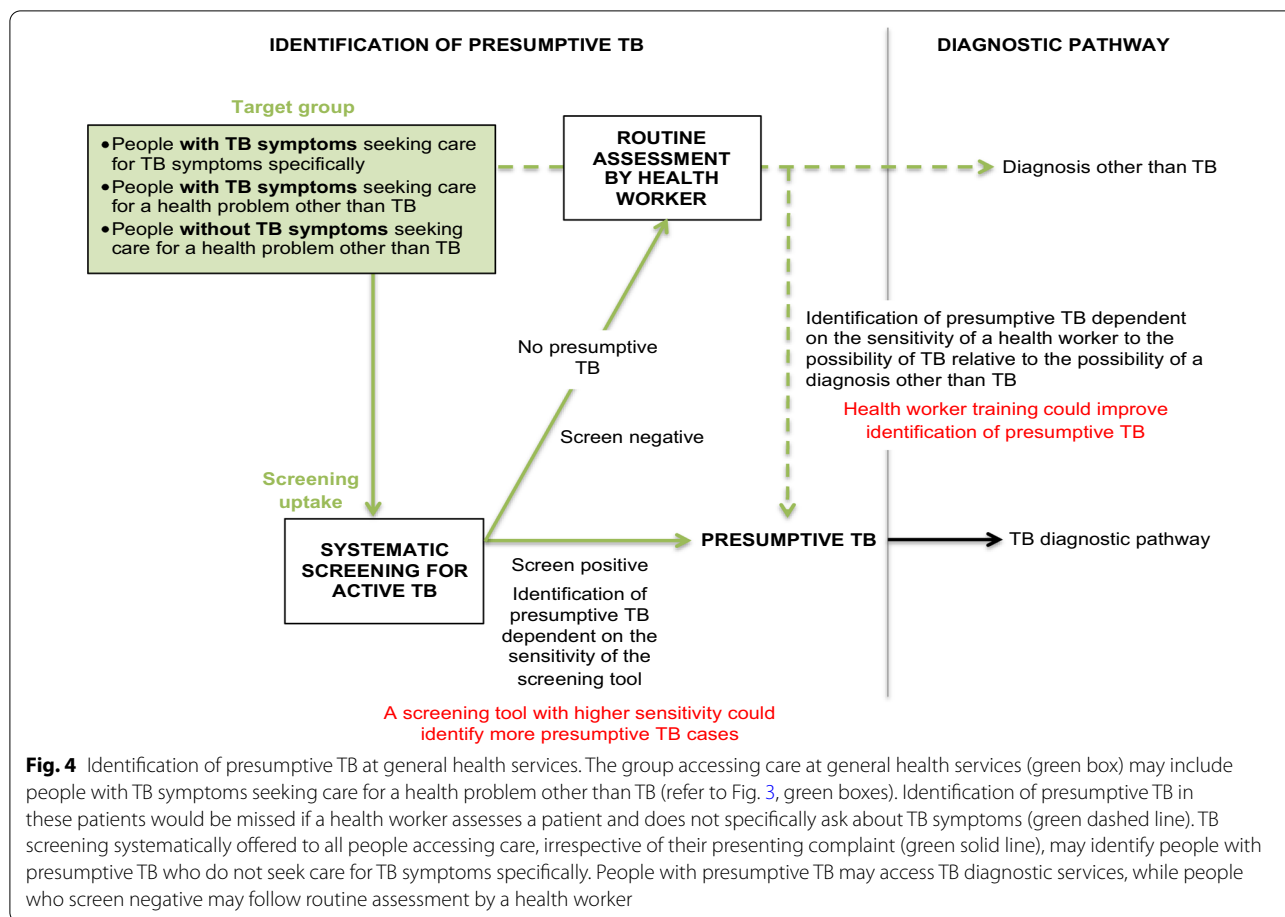 IDENTIFICATION OF PRESUMPTIVE TB
DIAGNOSTIC PATHWAY
Target group
•People with TB symptoms seeking care
for TB symptoms specifically
•People with TB symptoms seeking care
for a health problem other than TB
•People without TB symptoms seeking
care for a health problem other than TB
ROUTINE
ASSESSMENT
BY HEALTH
WORKER
Diagnosis other than TB
Identification of presumptive TB dependent
on the sensitivity of a health worker to the
possibility of TB relative to the possibility of a
diagnosis other than TB
Health worker training could improve
identification of presumptive TB
No presumptive
TB
Screen negative
Screening
uptake
SYSTEMATIC
SCREENING FOR
ACTIVE TB
PRESUMPTIVE TB
TB diagnostic pathway
Screen positive
Identification of
presumptive TB
dependent on the
sensitivity of the
screening tool
A screening tool with higher sensitivity could
identify more presumptive TB cases
Fig. 4 Identification of presumptive TB at general health services. The group accessing care at general health services (green box) may include
people with TB symptoms seeking care for a health problem other than TB (refer to Fig. 3, green boxes). Identification of presumptive TB in
these patients would be missed if a health worker assesses a patient and does not specifically ask about TB symptoms (green dashed line). TB
screening systematically offered to all people accessing care, irrespective of their presenting complaint (green solid line), may identify people with
presumptive TB who do not seek care for TB symptoms specifically. People with presumptive TB may access TB diagnostic services, while people
who screen negative may follow routine assessment by a health worker